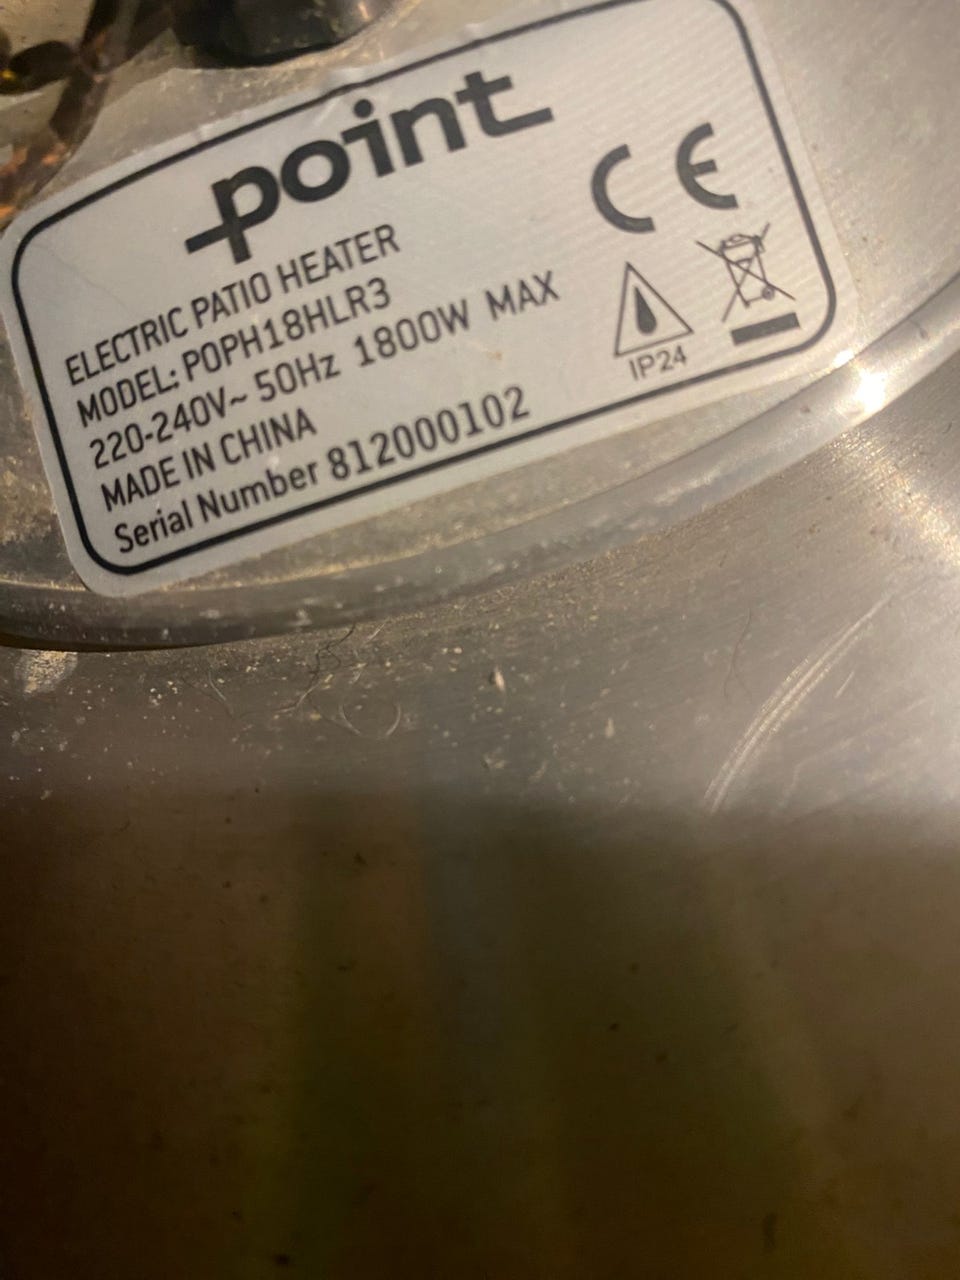 point
CE
ELECTRIC PATIO HEATER
MODEL: POPH18HLR3
220-240V~ 50Hz 1800W MAX
IP24
MADE IN CHINA
Serial Number 812000102